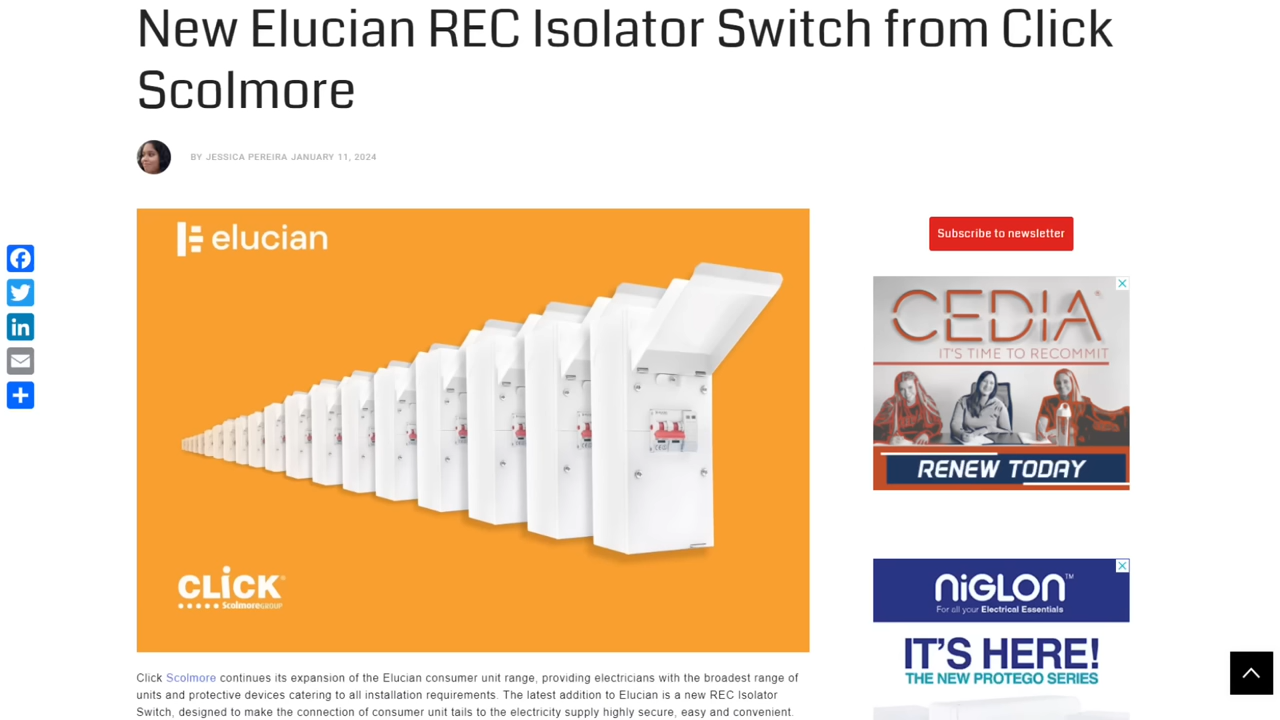 New Elucian REC Isolator Switch from Click
Scolmore
BY JESSICA PEREIRA JANUARY 11, 2024
elucian
CLiCK®
ScolmoreGROUP
Click Scolmore continues its expansion of the Elucian consumer unit range, providing electricians with the broadest range of
units and protective devices catering to all installation requirements. The latest addition to Elucian is a new REC Isolator
Switch, designed to make the connection of consumer unit tails to the electricity supply highly secure, easy and convenient.
Subscribe to newsletter
CEDIA®
IT'S TIME TO RECOMMIT
RENEW TODAY
NiGLON™
For all your Electrical Essentials
IT'S HERE!
THE NEW PROTEGO SERIES